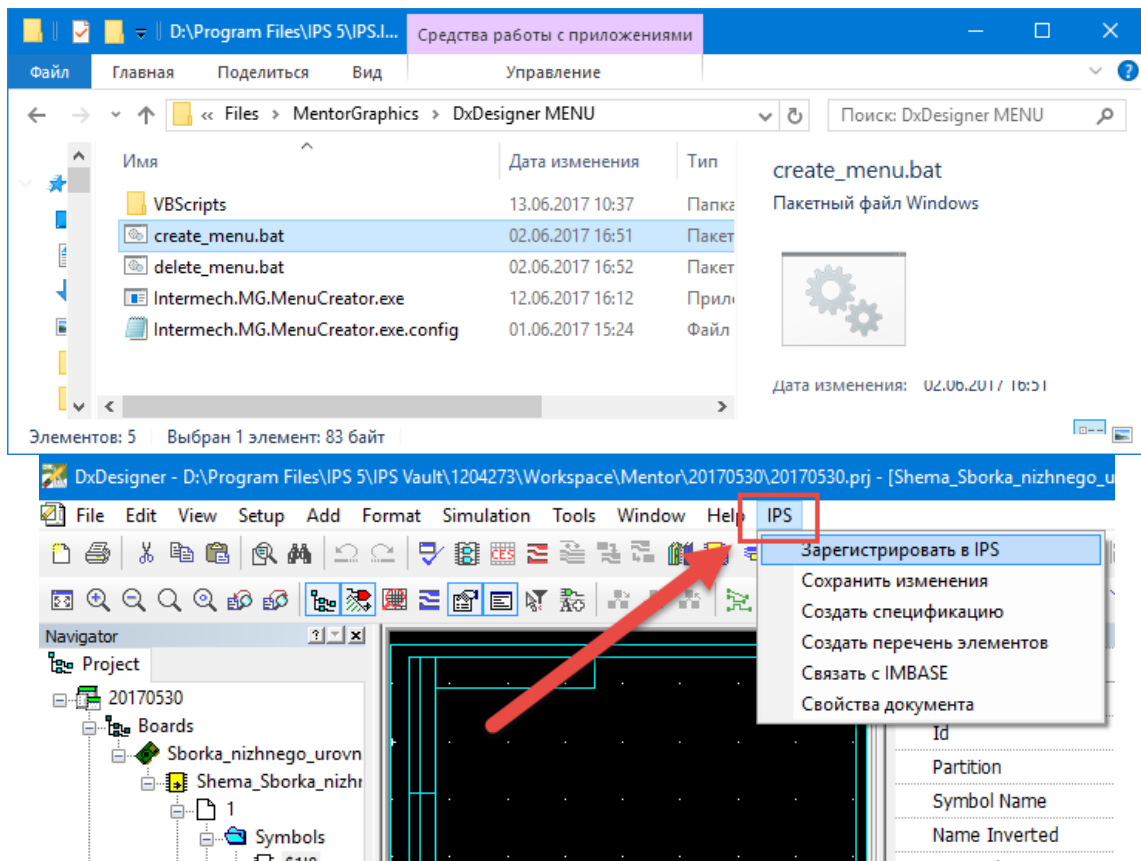 D:\Program Files\IPS 5\IPS.I... Средства работы с приложениями
Файл Главная Поделиться Вид Управление
« Files > MentorGraphics > DxDesigner MENU Поиск: DxDesigner MENU
Имя Дата изменения Тип
VBScripts 13.06.2017 10:37 Папка
create_menu.bat 02.06.2017 16:51 Пакет
delete_menu.bat 02.06.2017 16:52 Пакет
Intermech.MG.MenuCreator.exe 12.06.2017 16:12 Прил
Intermech.MG.MenuCreator.exe.config 01.06.2017 15:24 Файл
create_menu.bat
Пакетный файл Windows
Дата изменения: 02.06.2017 16:51
Элементов: 5 Выбран 1 элемент: 83 байт
DxDesigner - D:\Program Files\IPS 5\IPS Vault\1204273\Workspace\Mentor\20170530\20170530.prj - [Shema_Sborka_nizhnego_u
File Edit View Setup Add Format Simulation Tools Window Help IPS
Зарегистрировать в IPS
Сохранить изменения
Создать спецификацию
Создать перечень элементов
Связать с IMBASE
Свойства документа
CES
Navigator
Project
20170530
Boards
Sborka_nizhnego_urovn
Shema_Sborka_nizhn
1
Symbols
Id
Partition
Symbol Name
Name Inverted